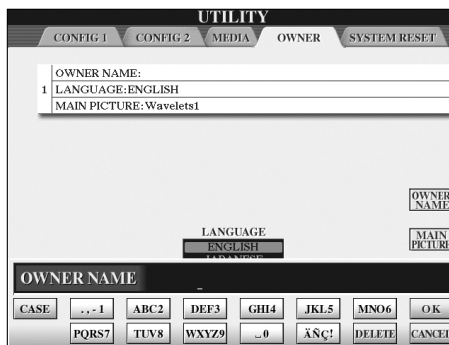 UTILITY
CONFIG 1 CONFIG 2 MEDIA OWNER SYSTEM RESET
OWNER NAME:
1 LANGUAGE:ENGLISH
MAIN PICTURE:Wavelets1
OWNER NAME
LANGUAGE
MAIN PICTURE
ENGLISH
JAPANESE
OWNER NAME _
CASE .,-1 ABC2 DEF3 GHI4 JKL5 MNO6 OK
PQRS7 TUV8 WXYZ9 ⎵0 ÄÑÇ! DELETE CANCEL